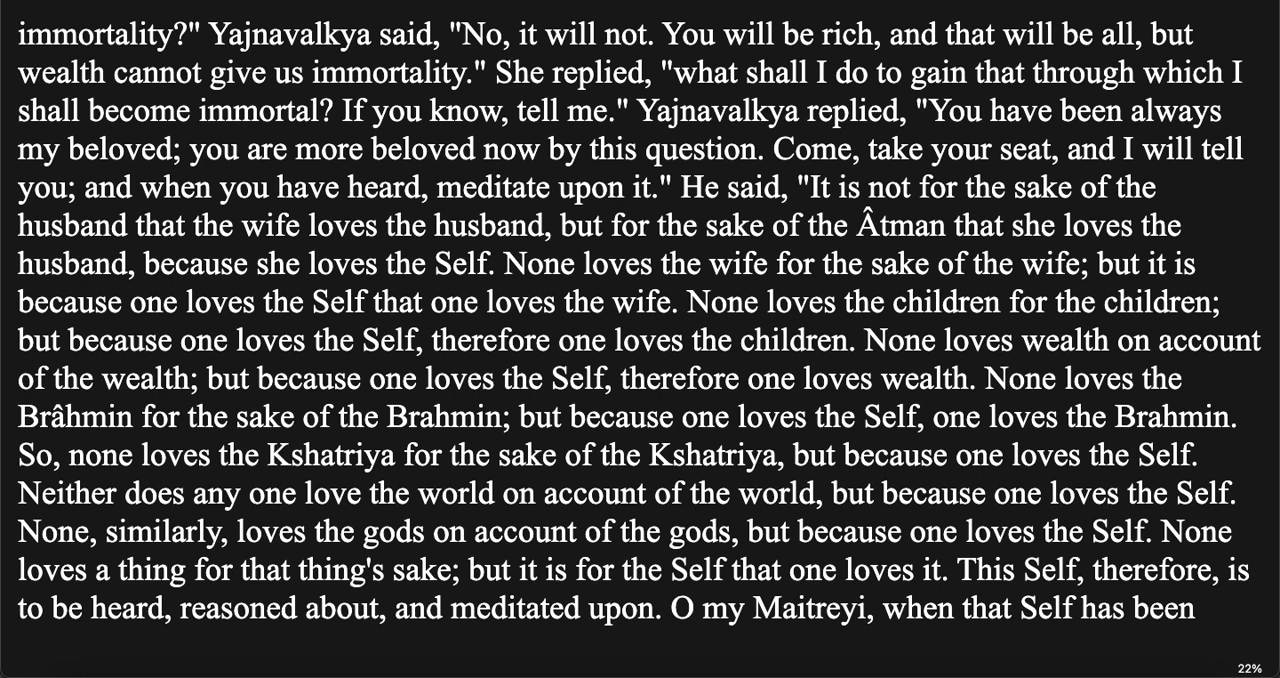 immortality?" Yajnavalkya said, "No, it will not. You will be rich, and that will be all, but
wealth cannot give us immortality." She replied, "what shall I do to gain that through which I
shall become immortal? If you know, tell me." Yajnavalkya replied, "You have been always
my beloved; you are more beloved now by this question. Come, take your seat, and I will tell
you; and when you have heard, meditate upon it." He said, "It is not for the sake of the
husband that the wife loves the husband, but for the sake of the Âtman that she loves the
husband, because she loves the Self. None loves the wife for the sake of the wife; but it is
because one loves the Self that one loves the wife. None loves the children for the children;
but because one loves the Self, therefore one loves the children. None loves wealth on account
of the wealth; but because one loves the Self, therefore one loves wealth. None loves the
Brâhmin for the sake of the Brahmin; but because one loves the Self, one loves the Brahmin.
So, none loves the Kshatriya for the sake of the Kshatriya, but because one loves the Self.
Neither does any one love the world on account of the world, but because one loves the Self.
None, similarly, loves the gods on account of the gods, but because one loves the Self. None
loves a thing for that thing's sake; but it is for the Self that one loves it. This Self, therefore, is
to be heard, reasoned about, and meditated upon. O my Maitreyi, when that Self has been
22%